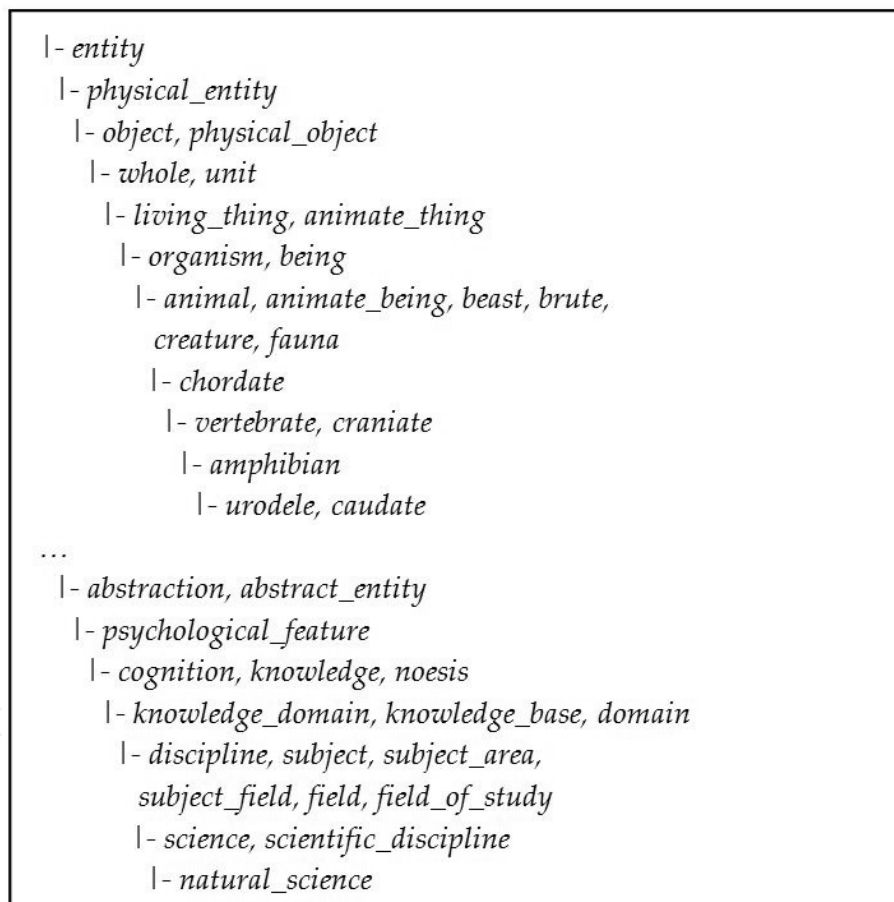 |- entity
|- physical_entity
|- object, physical_object
|- whole, unit
|- living_thing, animate_thing
|- organism, being
|- animal, animate_being, beast, brute,
creature, fauna
|- chordate
|- vertebrate, craniate
|- amphibian
|- urodele, caudate
...
|- abstraction, abstract_entity
|- psychological_feature
|- cognition, knowledge, noesis
|- knowledge_domain, knowledge_base, domain
|- discipline, subject, subject_area,
subject_field, field, field_of_study
|- science, scientific_discipline
|- natural_science